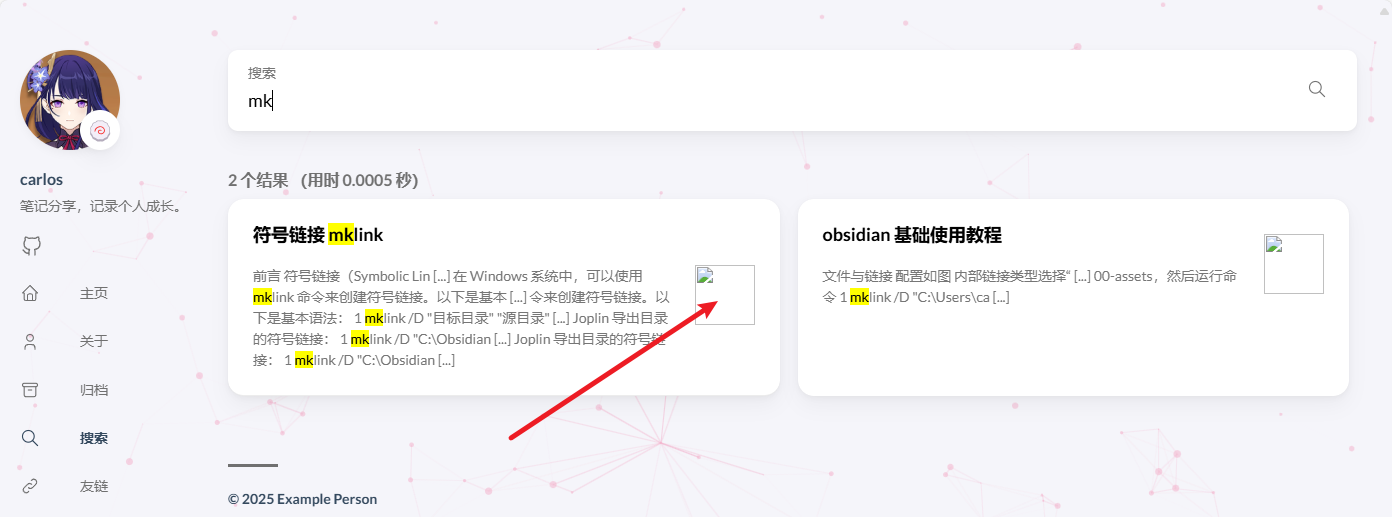 搜索
mk
carlos
笔记分享，记录个人成长。
主页
关于
归档
搜索
友链
2 个结果 （用时 0.0005 秒）
符号链接 mklink
前言 符号链接（Symbolic Lin [...] 在 Windows 系统中，可以使用
mklink 命令来创建符号链接。以下是基本 [...] 令来创建符号链接。以
下是基本语法： 1 mklink /D "目标目录" "源目录" [...] Joplin 导出目录
的符号链接： 1 mklink /D "C:\Obsidian [...] Joplin 导出目录的符号链
接： 1 mklink /D "C:\Obsidian [...]
obsidian 基础使用教程
文件与链接 配置如图 内部链接类型选择“ [...] 00-assets，然后运行命
令 1 mklink /D "C:\Users\ca [...]
© 2025 Example Person